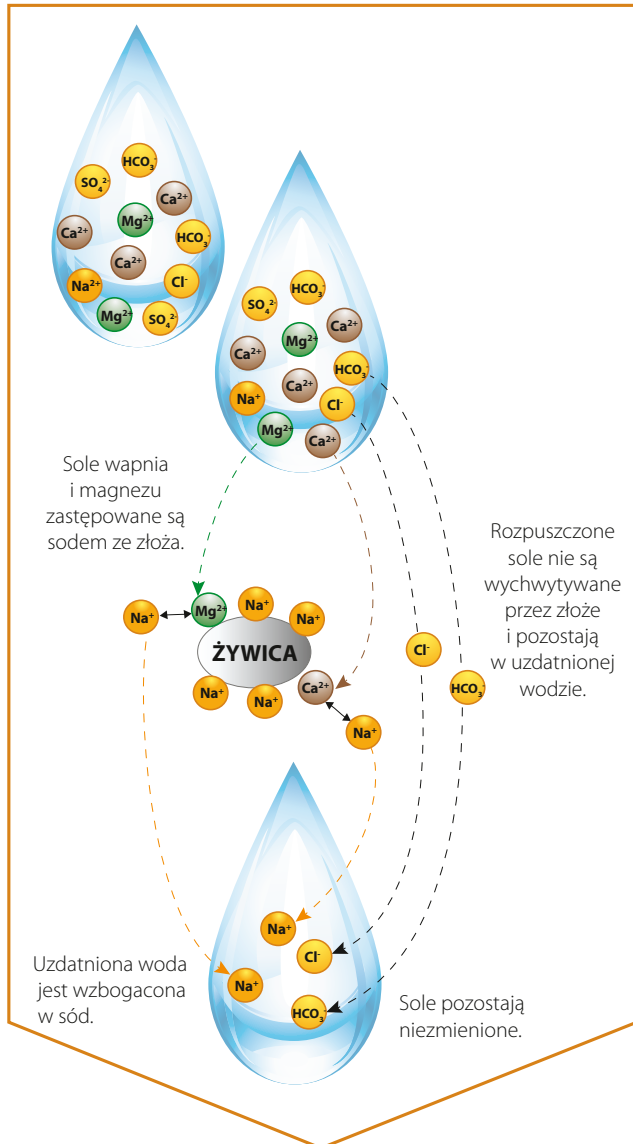 HCO₃⁻
SO₄²⁻
Ca²⁺
Mg²⁺
Ca²⁺
HCO₃⁻
Ca²⁺
Na²⁺
Cl⁻
Mg²⁺
SO₄²⁻
HCO₃⁻
SO₄²⁻
Ca²⁺
Mg²⁺
Ca²⁺
HCO₃⁻
Ca²⁺
Na⁺
Cl⁻
Mg²⁺
Ca²⁺
Sole wapnia
i magnezu
zastępowane są
sodem ze złoża.
Rozpuszczone
sole nie są
wychwytywane
przez złoże
i pozostają
w uzdatnionej
wodzie.
Na⁺
Mg²⁺
Na⁺
Na⁺
ŻYWICA
Cl⁻
Na⁺
Na⁺
Ca²⁺
HCO₃⁻
Na⁺
Na⁺
Cl⁻
Na⁺
HCO₃⁻
Uzdatniona woda
jest wzbogacona
w sód.
Sole pozostają
niezmienione.